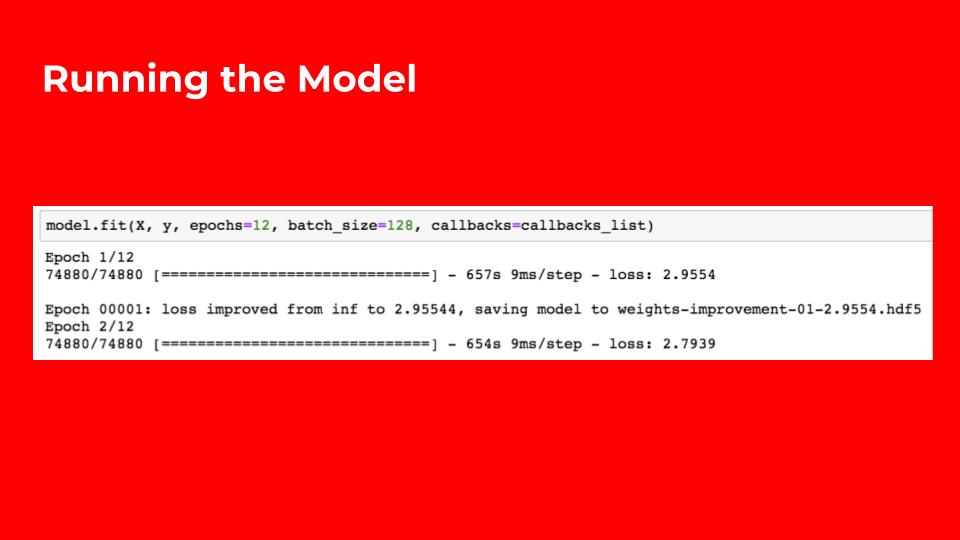 Running the Model
model.fit(X, y, epochs=12, batch_size=128, callbacks=callbacks_list)
Epoch 1/12
74880/74880 [==============================] - 657s 9ms/step - loss: 2.9554
Epoch 00001: loss improved from inf to 2.95544, saving model to weights-improvement-01-2.9554.hdf5
Epoch 2/12
74880/74880 [==============================] - 654s 9ms/step - loss: 2.7939